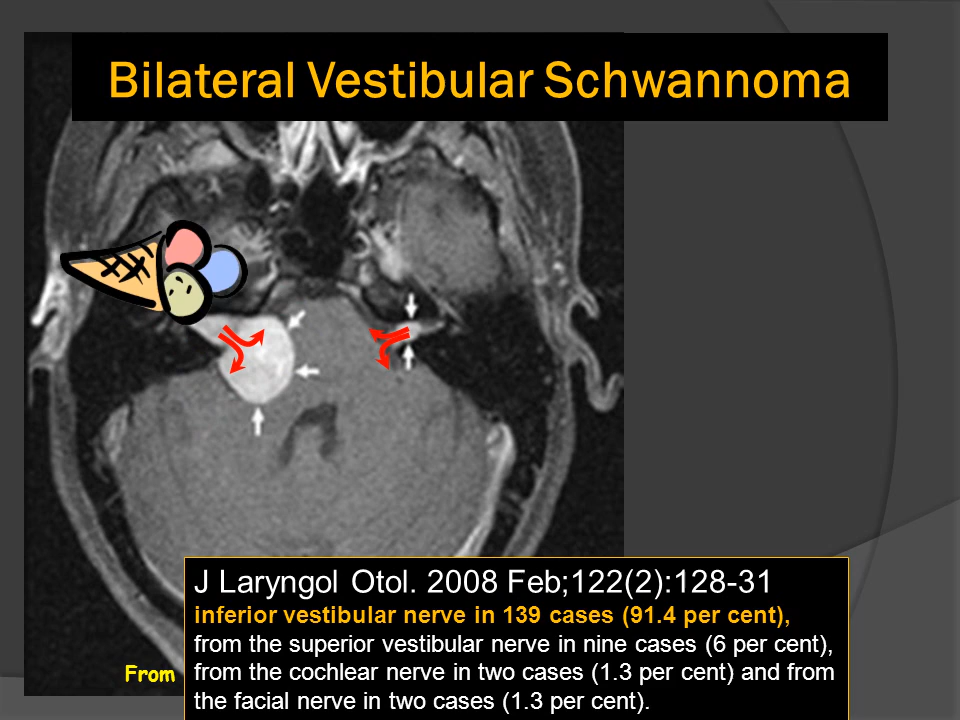 Bilateral Vestibular Schwannoma
J Laryngol Otol. 2008 Feb;122(2):128-31
inferior vestibular nerve in 139 cases (91.4 per cent),
from the superior vestibular nerve in nine cases (6 per cent),
from the cochlear nerve in two cases (1.3 per cent) and from
the facial nerve in two cases (1.3 per cent).
From